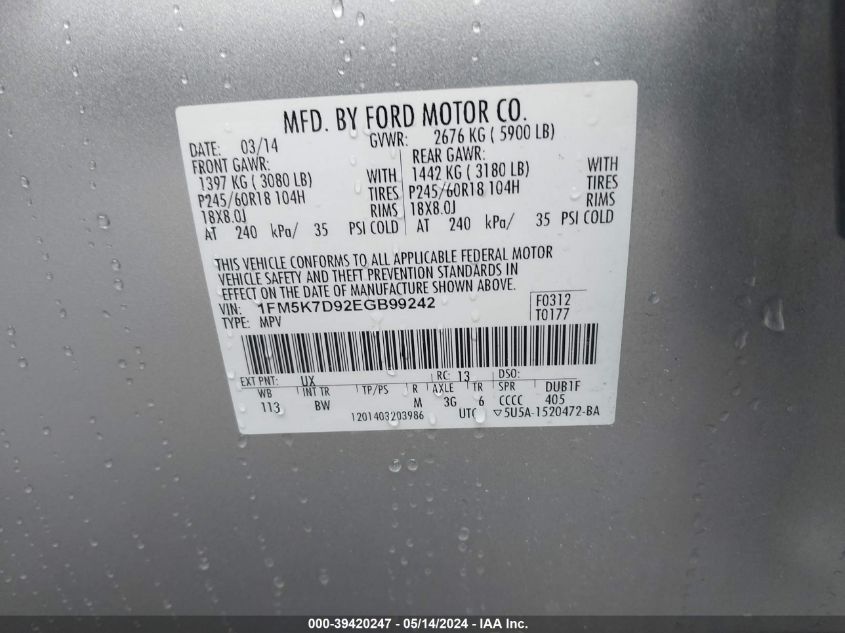 MFD. BY FORD MOTOR CO.
DATE: 03/14 GVWR: 2676 KG ( 5900 LB)
FRONT GAWR: REAR GAWR:
1397 KG ( 3080 LB) WITH 1442 KG ( 3180 LB) WITH
P245/60R18 104H TIRES P245/60R18 104H TIRES
18X8.0J RIMS 18X8.0J RIMS
AT 240 kPa/ 35 PSI COLD AT 240 kPa/ 35 PSI COLD
THIS VEHICLE CONFORMS TO ALL APPLICABLE FEDERAL MOTOR
VEHICLE SAFETY AND THEFT PREVENTION STANDARDS IN
EFFECT ON THE DATE OF MANUFACTURE SHOWN ABOVE.
VIN: 1FM5K7D92EGB99242 F0312
TYPE: MPV T0177
EXT PNT: UX RC: 13 DSO:
WB INT TR TP/PS R AXLE TR SPR DUB1F
113 BW M 3G 6 CCCC 405
1201403203986 UTC ▽5U5A-1520472-BA
000-39420247 - 05/14/2024 - IAA Inc.